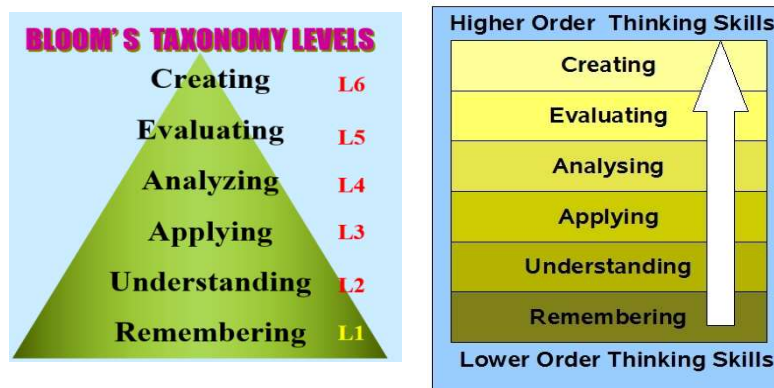 BLOOM'S TAXONOMY LEVELS
Creating L6
Evaluating L5
Analyzing L4
Applying L3
Understanding L2
Remembering L1
Higher Order Thinking Skills
Creating
Evaluating
Analysing
Applying
Understanding
Remembering
Lower Order Thinking Skills